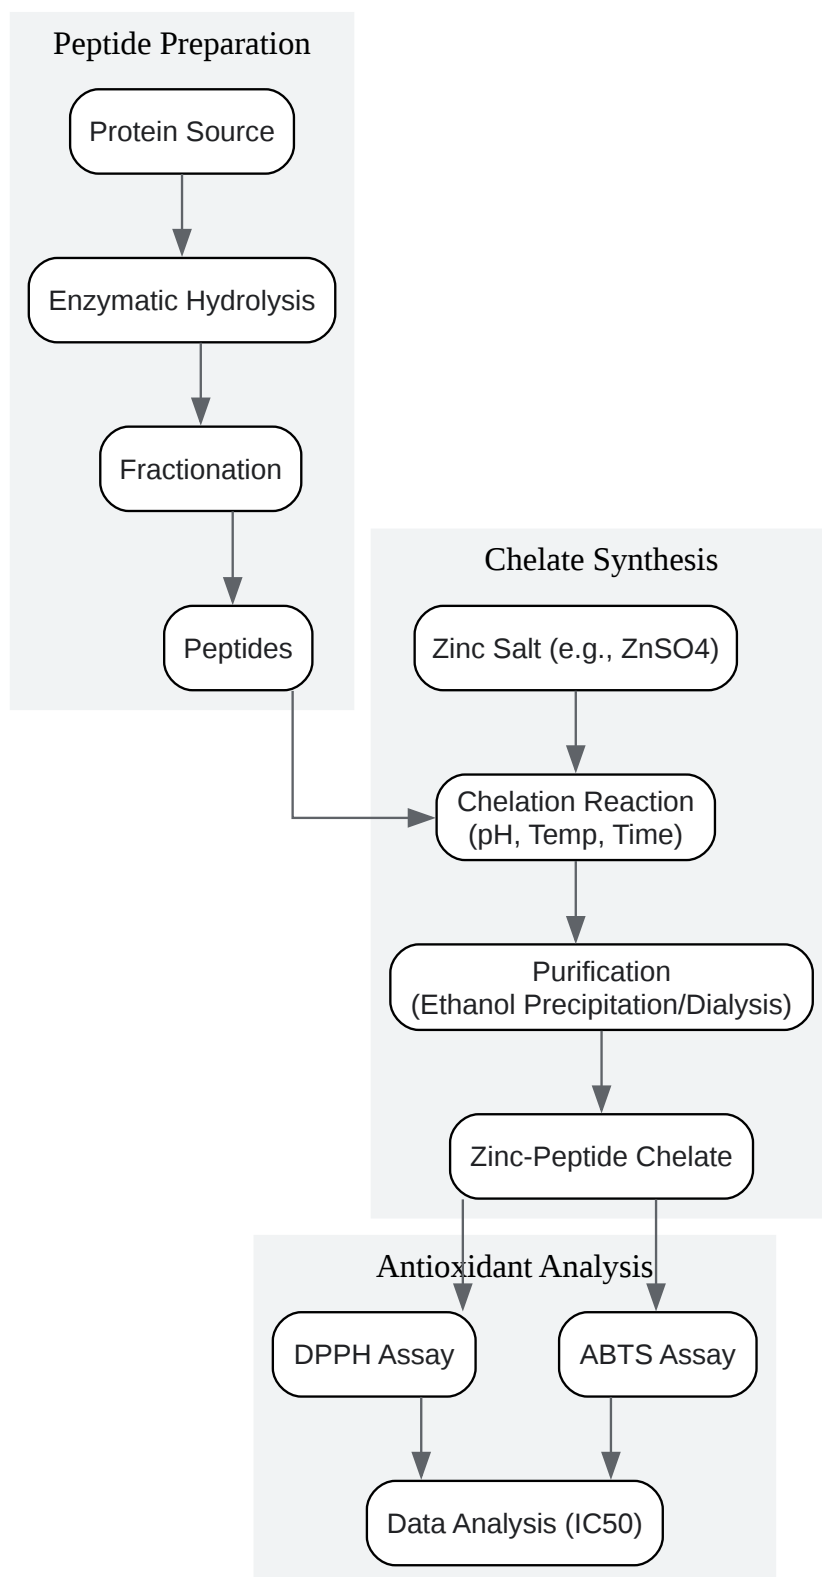 Peptide Preparation
Protein Source
Enzymatic Hydrolysis
Fractionation
Peptides
Chelate Synthesis
Zinc Salt (e.g., ZnSO4)
Chelation Reaction
(pH, Temp, Time)
Purification
(Ethanol Precipitation/Dialysis)
Zinc-Peptide Chelate
Antioxidant Analysis
DPPH Assay
ABTS Assay
Data Analysis (IC50)